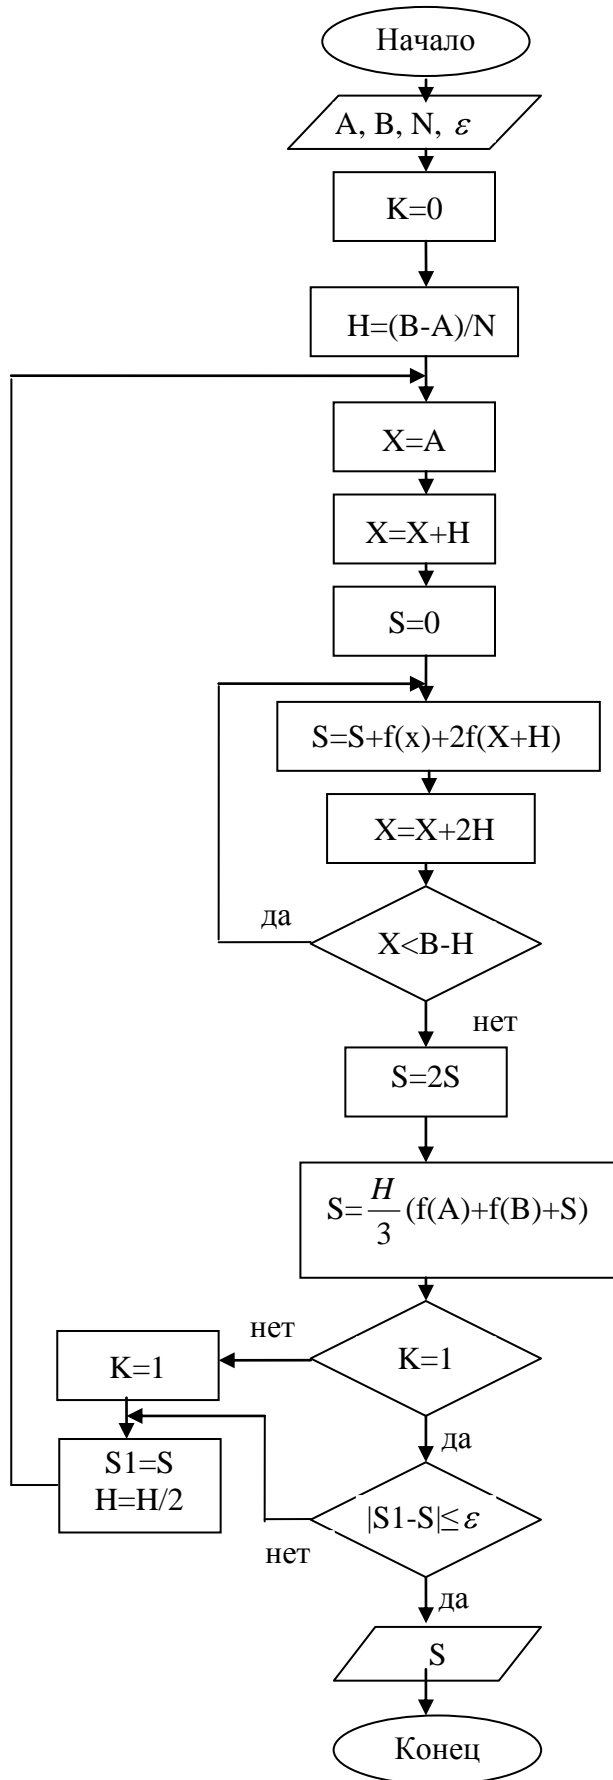 Начало
A, B, N, ε
K=0
H=(B-A)/N
X=A
X=X+H
S=0
S=S+f(x)+2f(X+H)
X=X+2H
да
X<B-H
нет
S=2S
S=H/3(f(A)+f(B)+S)
нет
K=1
K=1
да
S1=S
H=H/2
|S1-S|≤ε
нет
да
S
Конец